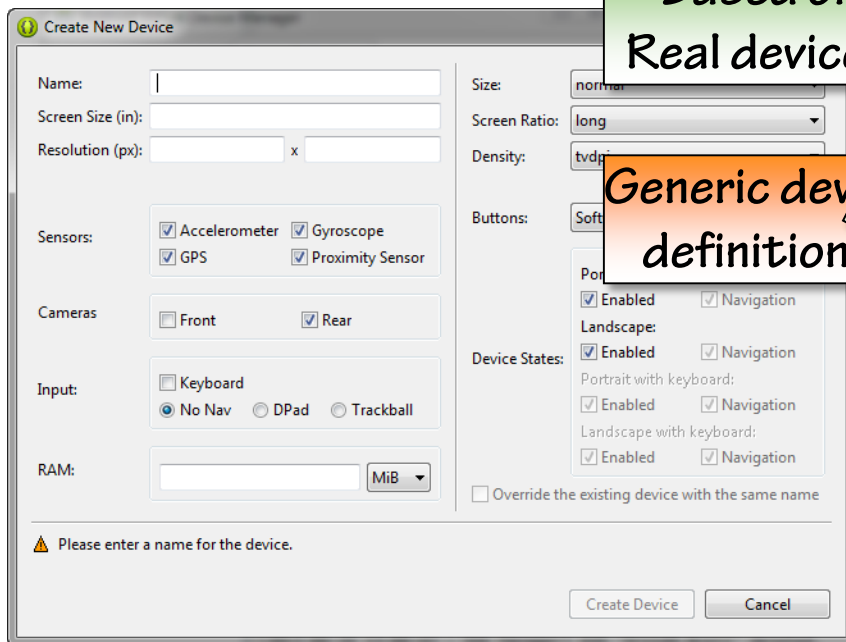 Real devic
Create New Device
Name:
Screen Size (in):
Resolution (px): x
Sensors:
Accelerometer Gyroscope
GPS Proximity Sensor
Cameras
Front Rear
Input:
Keyboard
No Nav DPad Trackball
RAM:
MiB
Size: normal
Screen Ratio: long
Density: tvdpi
Generic dev
definition
Buttons: Soft
Device States:
Por
Enabled Navigation
Landscape:
Enabled Navigation
Portrait with keyboard:
Enabled Navigation
Landscape with keyboard:
Enabled Navigation
Override the existing device with the same name
Please enter a name for the device.
Create Device Cancel